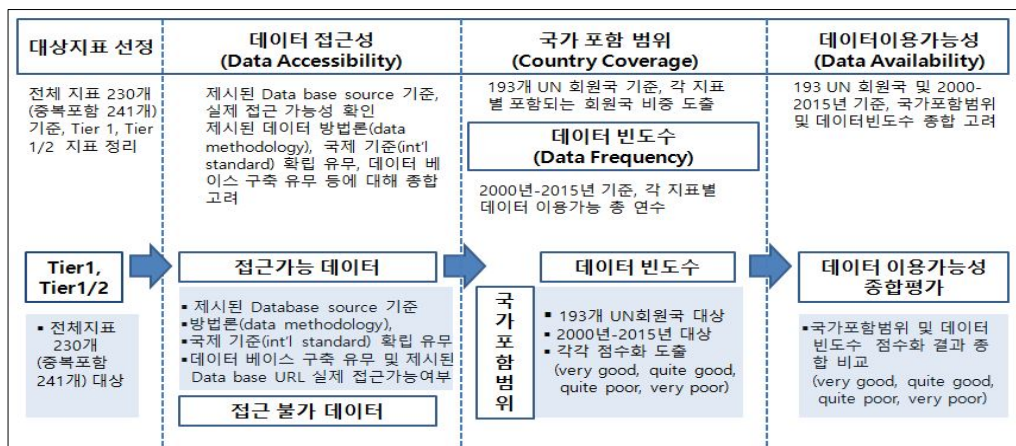 대상지표 선정
전체 지표 230개
(중복포함 241개)
기준, Tier 1, Tier
1/2 지표 정리
데이터 접근성
(Data Accessibility)
제시된 Data base source 기준,
실제 접근 가능성 확인
제시된 데이터 방법론(data
methodology), 국제 기준(int'l
standard) 확립 유무, 데이터 베
이스 구축 유무 등에 대해 종합
고려
국가 포함 범위
(Country Coverage)
193개 UN 회원국 기준, 각 지표
별 포함되는 회원국 비중 도출
데이터 빈도수
(Data Frequency)
2000년-2015년 기준, 각 지표별
데이터 이용가능 총 연수
데이터이용가능성
(Data Availability)
193 UN 회원국 및 2000-
2015년 기준, 국가포함범위
및 데이터빈도수 종합 고려
Tier1,
Tier1/2
▪ 전체지표
230개
(중복포함
241개) 대상
접근가능 데이터
▪ 제시된 Database source 기준
▪방법론(data methodology),
▪국제 기준(int'l standard) 확립 유무
▪데이터 베이스 구축 유무 및 제시된
Data base URL 실제 접근가능여부
접근 불가 데이터
국
가
포
함
범
위
데이터 빈도수
▪ 193개 UN회원국 대상
▪ 2000년-2015년 대상
▪ 각각 점수화 도출
(very good, quite good,
quite poor, very poor)
데이터 이용가능성
종합평가
▪국가포함범위 및 데이터
빈도수 점수화 결과 종
합 비교
(very good, quite good,
quite poor, very poor)